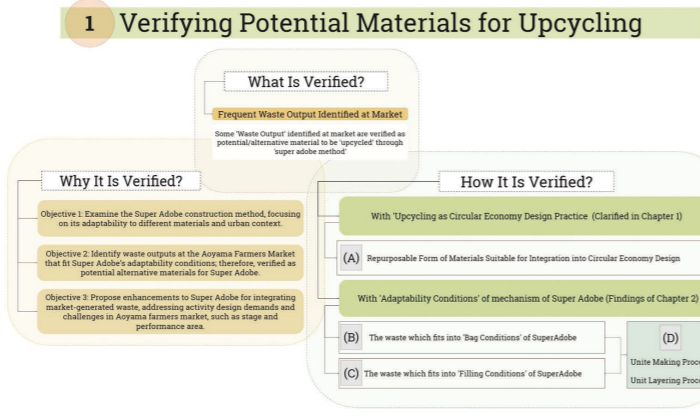 1 Verifying Potential Materials for Upcycling
What Is Verified?
Frequent Waste Output Identified at Market
Some 'Waste Output' identified at market are verified as
potential/alternative material to be 'upcycled' through
'super adobe method'
Why It Is Verified?
Objective 1: Examine the Super Adobe construction method, focusing
on its adaptability to different materials and urban context.
Objective 2: Identify waste outputs at the Aoyama Farmers Market
that fit Super Adobe's adaptability conditions; therefore, verified as
potential alternative materials for Super Adobe.
Objective 3: Propose enhancements to Super Adobe for integrating
market-generated waste, addressing activity design demands and
challenges in Aoyama farmers market, such as stage and
performance area.
How It Is Verified?
With 'Upcycling as Circular Economy Design Practice (Clarified in Chapter 1)
(A) Repurposable Form of Materials Suitable for Integration into Circular Economy Design
With 'Adaptability Conditions' of mechanism of Super Adobe (Findings of Chapter 2)
(B) The waste which fits into 'Bag Conditions' of SuperAdobe
(C) The waste which fits into 'Filling Conditions' of SuperAdobe
(D)
Unite Making Proce
Unit Layering Proce